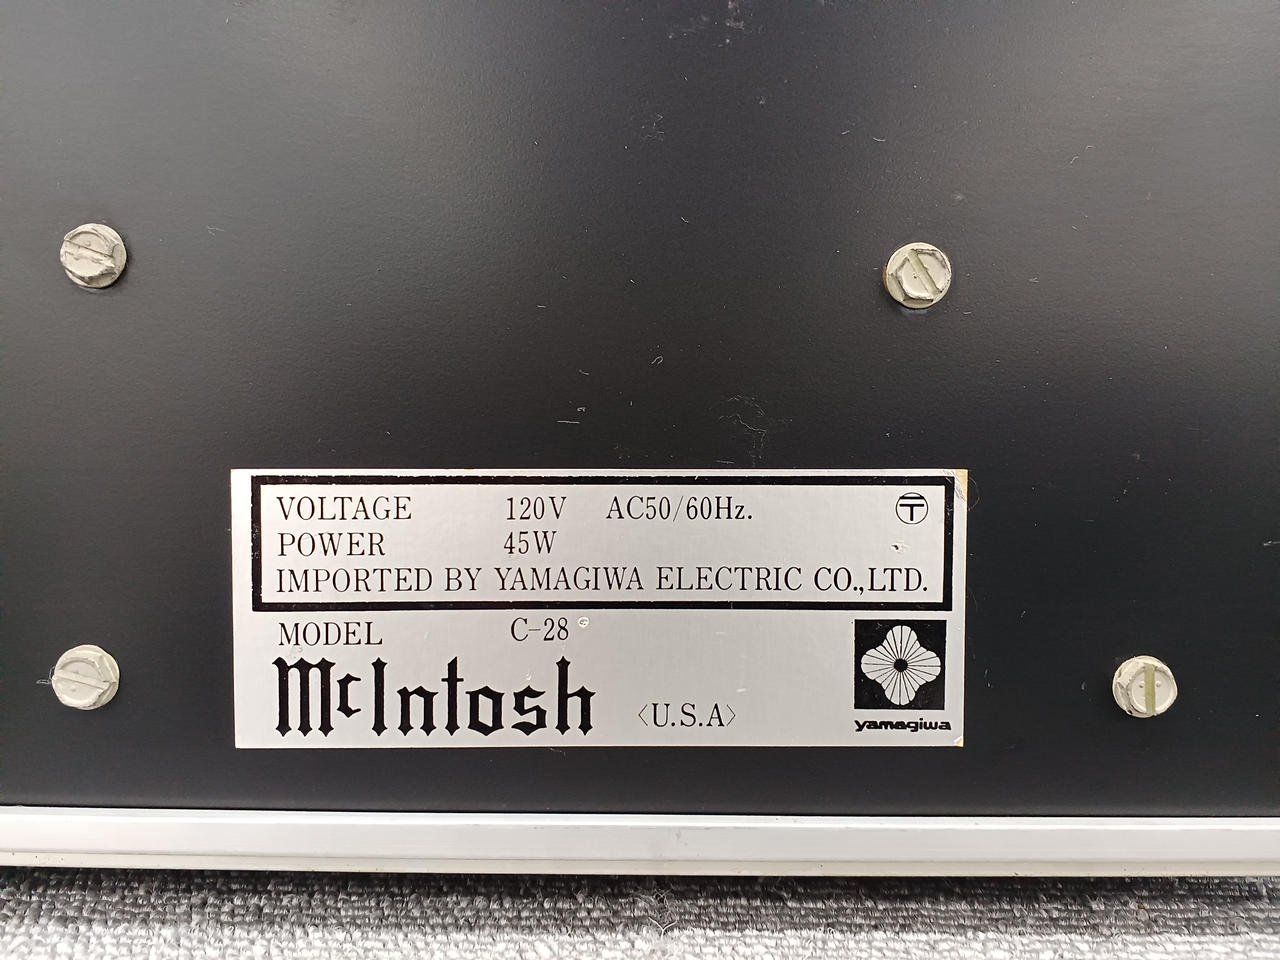 VOLTAGE 120V AC50/60Hz.
POWER 45W
IMPORTED BY YAMAGIWA ELECTRIC CO.,LTD.
MODEL C-28
McIntosh <U.S.A>
yamagiwa